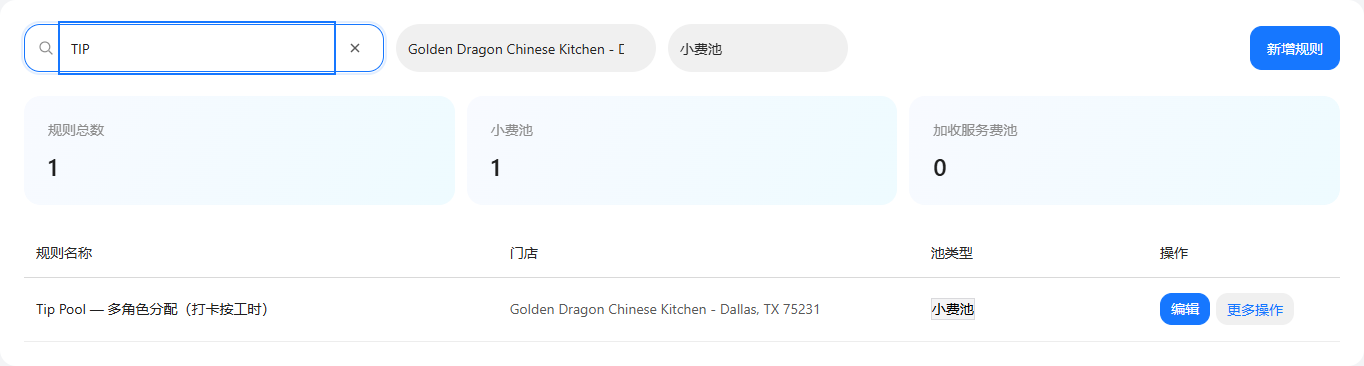 TIP
Golden Dragon Chinese Kitchen - D
小费池
新增规则
规则总数
1
小费池
1
加收服务费池
0
规则名称 门店 池类型 操作
Tip Pool — 多角色分配（打卡按工时） Golden Dragon Chinese Kitchen - Dallas, TX 75231 小费池 编辑 更多操作